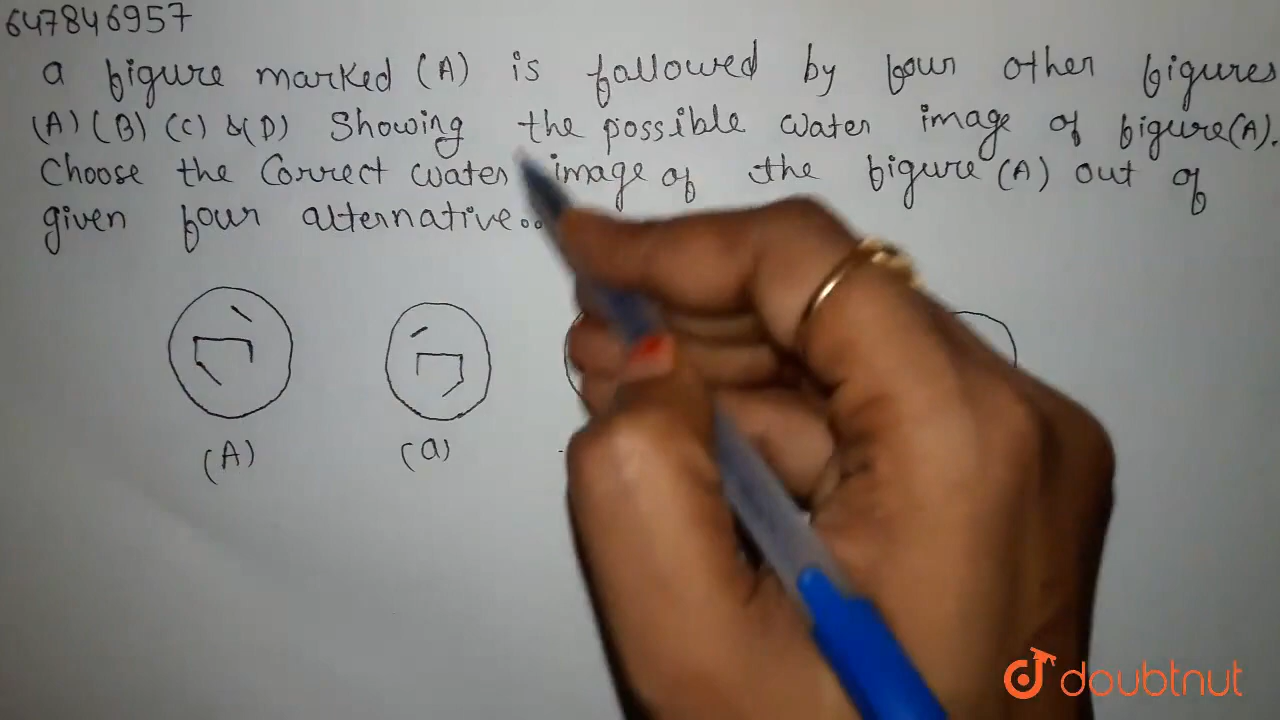 647846957
a figure marked (A) is followed by four other figures
(A) (B) (C) &(D) Showing the possible water image of figure(A).
Choose the Correct water image of the figure (A) out of
given four alternative..
(A) (a)
doubtnut